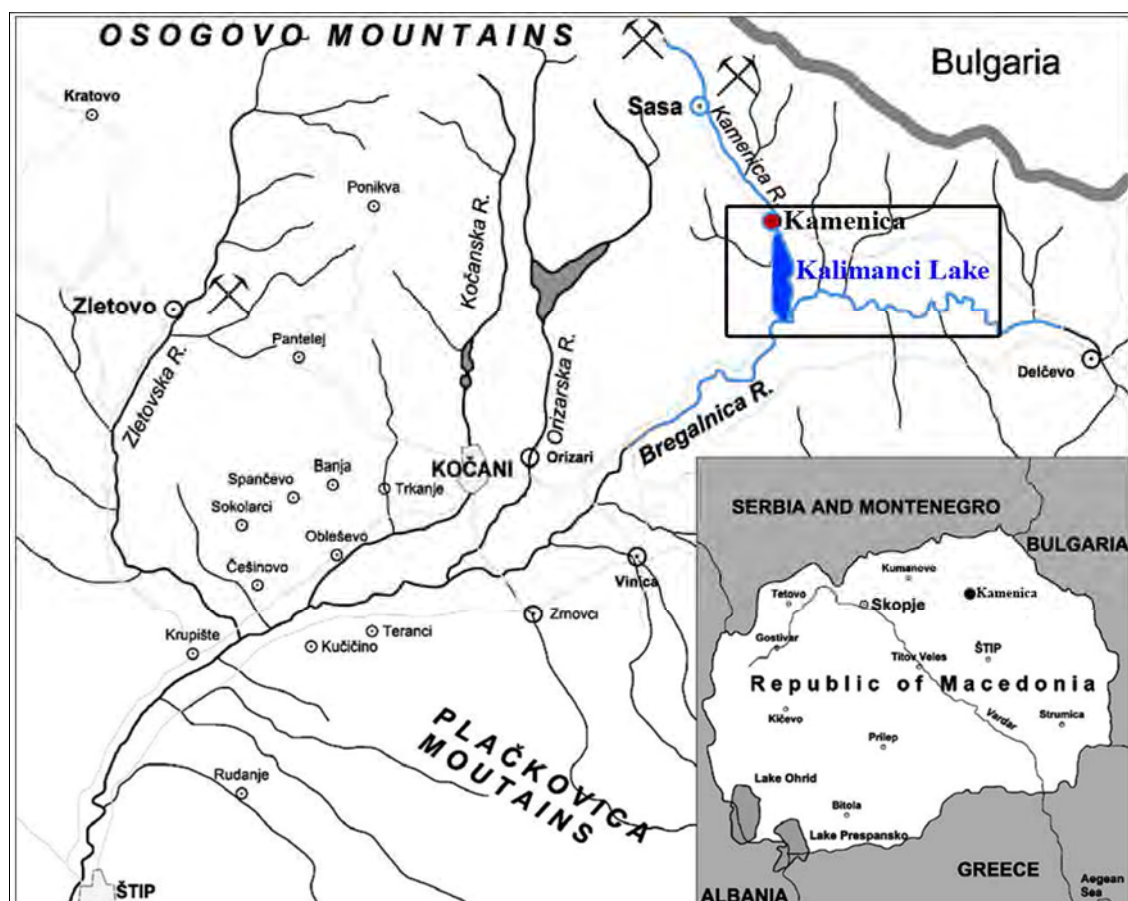 OSOGOVO MOUNTAINS
Bulgaria
Kratovo
Sasa
Kamenica R.
Ponikva
Kočanska R.
Kamenica
Kalimanci Lake
Zletovo
Pantelej
Zletovska R.
Orizarska R.
Delčevo
Bregalnica R.
KOČANI
Orizari
Banja
Spančevo
Trkanje
Sokolarci
Obleševo
Češinovo
Vinica
Zrnovci
Teranci
Krupište
Kučičino
PLAČKOVICA
MOUTAINS
Rudanje
ŠTIP
SERBIA AND MONTENEGRO
BULGARIA
Kumanovo
Tetovo
Kamenica
Skopje
Gostivar
Titov Veles
ŠTIP
Republic of Macedonia
Kičevo
Vardar
Strumica
Prilep
Lake Ohrid
Bitola
Lake Prespansko
GREECE
ALBANIA
Aegean
Sea